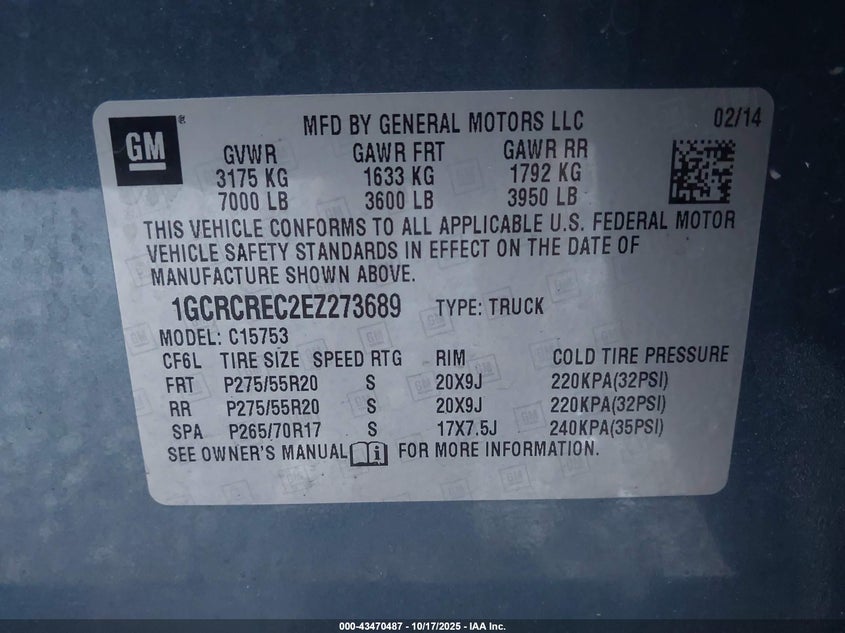 GM ®
MFD BY GENERAL MOTORS LLC 02/14
GVWR GAWR FRT GAWR RR
3175 KG 1633 KG 1792 KG
7000 LB 3600 LB 3950 LB
THIS VEHICLE CONFORMS TO ALL APPLICABLE U.S. FEDERAL MOTOR
VEHICLE SAFETY STANDARDS IN EFFECT ON THE DATE OF
MANUFACTURE SHOWN ABOVE.
1GCRCREC2EZ273689 TYPE: TRUCK
MODEL: C15753
CF6L TIRE SIZE SPEED RTG RIM COLD TIRE PRESSURE
FRT P275/55R20 S 20X9J 220KPA(32PSI)
RR P275/55R20 S 20X9J 220KPA(32PSI)
SPA P265/70R17 S 17X7.5J 240KPA(35PSI)
SEE OWNER'S MANUAL FOR MORE INFORMATION.
000-43470487 - 10/17/2025 - IAA Inc.